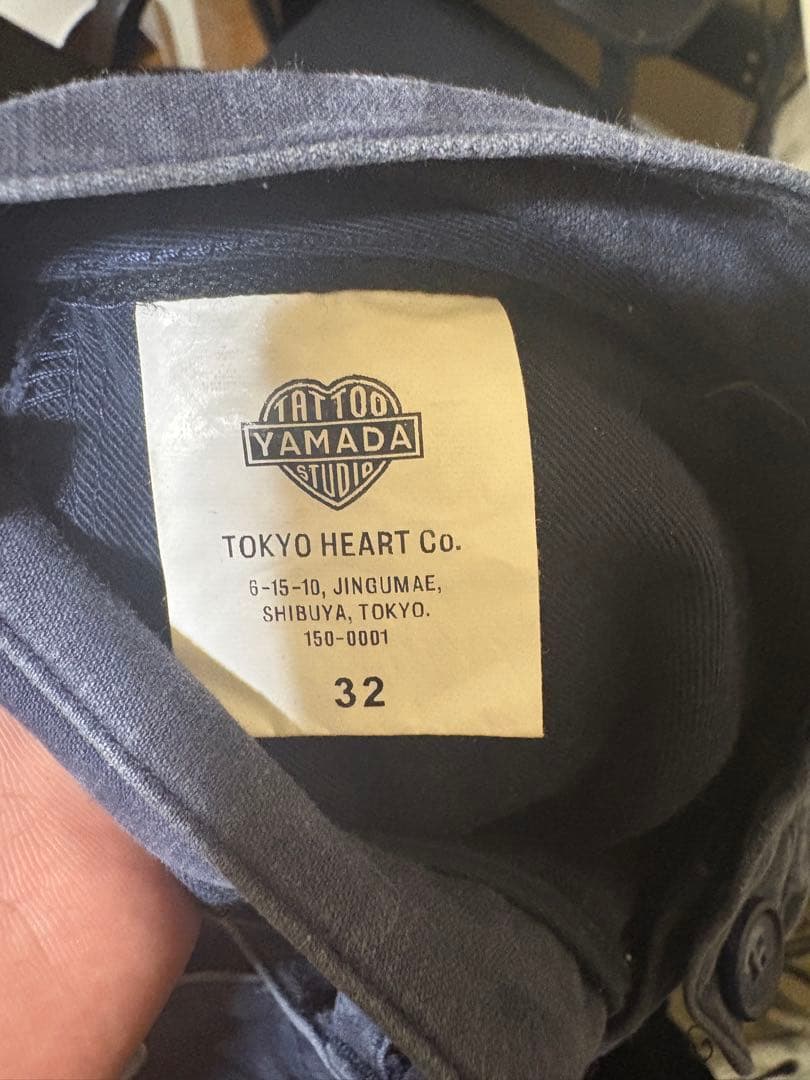 TATTOO
YAMADA
STUDIO
TOKYO HEART Co.
6-15-10, JINGUMAE,
SHIBUYA, TOKYO.
150-0001
32